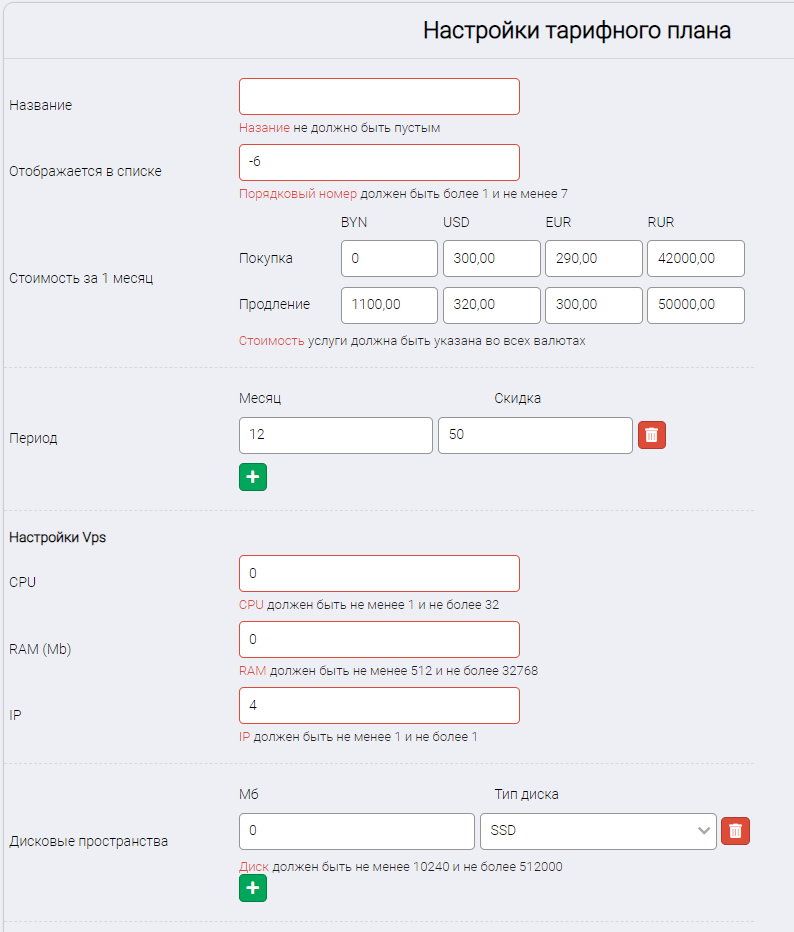 Настройки тарифного плана
Название
Назание не должно быть пустым
Отображается в списке
-6
Порядковый номер должен быть более 1 и не менее 7
BYN USD EUR RUR
Стоимость за 1 месяц
Покупка 0 300,00 290,00 42000,00
Продление 1100,00 320,00 300,00 50000,00
Стоимость услуги должна быть указана во всех валютах
Месяц Скидка
Период 12 50
Настройки Vps
CPU 0
CPU должен быть не менее 1 и не более 32
RAM (Mb) 0
RAM должен быть не менее 512 и не более 32768
IP 4
IP должен быть не менее 1 и не более 1
Мб Тип диска
Дисковые пространства 0 SSD
Диск должен быть не менее 10240 и не более 512000